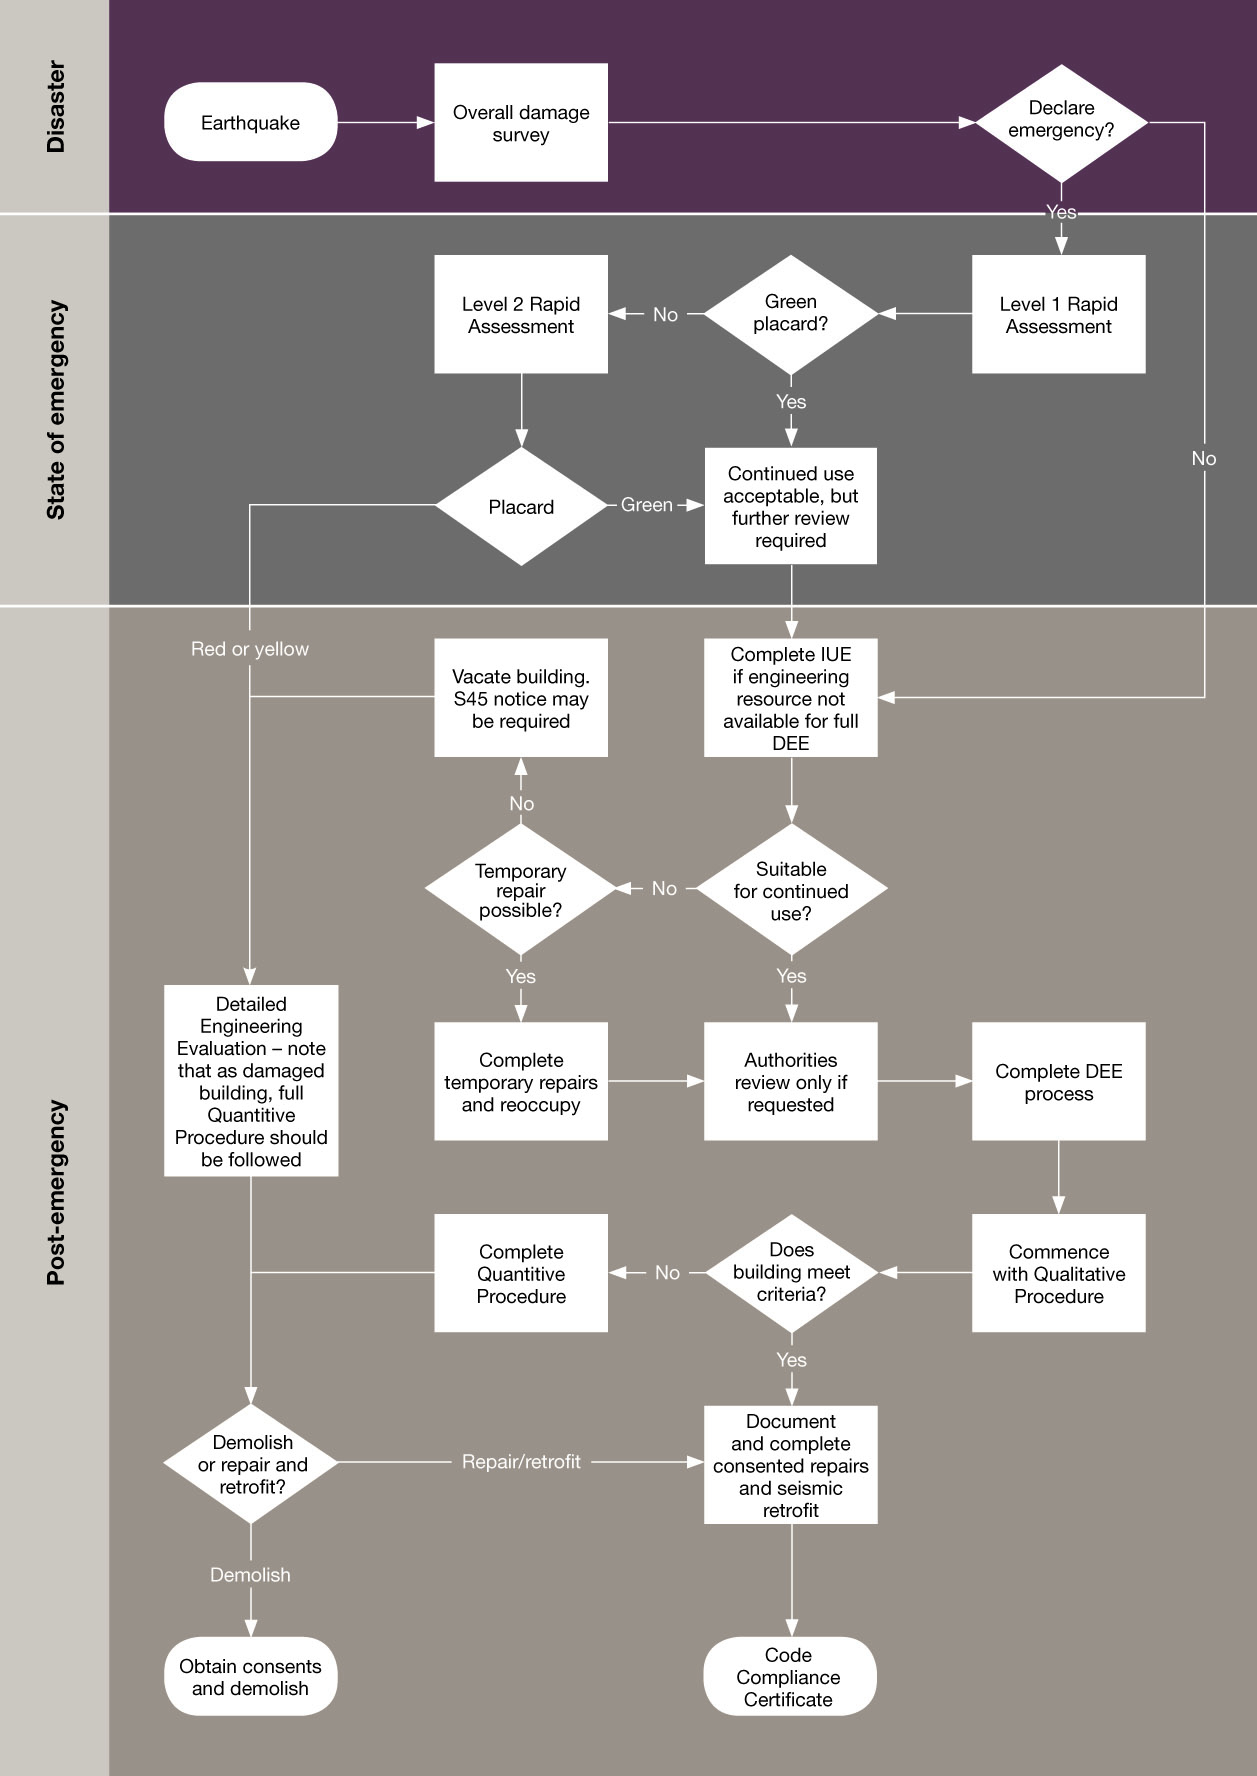 Disaster
Earthquake
Overall damage
survey
Declare
emergency?
Yes
No
State of emergency
Level 2 Rapid
Assessment
No
Green
placard?
Level 1 Rapid
Assessment
Yes
Placard
Green
Continued use
acceptable, but
further review
required
Red or yellow
Post-emergency
Vacate building.
S45 notice may
be required
Complete IUE
if engineering
resource not
available for full
DEE
No
Temporary
repair
possible?
No
Suitable
for continued
use?
Yes
Yes
Detailed
Engineering
Evaluation – note
that as damaged
building, full
Quantitive
Procedure should
be followed
Complete
temporary repairs
and reoccupy
Authorities
review only if
requested
Complete DEE
process
Complete
Quantitive
Procedure
No
Does
building meet
criteria?
Commence
with Qualitative
Procedure
Yes
Demolish
or repair and
retrofit?
Repair/retrofit
Document
and complete
consented repairs
and seismic
retrofit
Demolish
Obtain consents
and demolish
Code
Compliance
Certificate